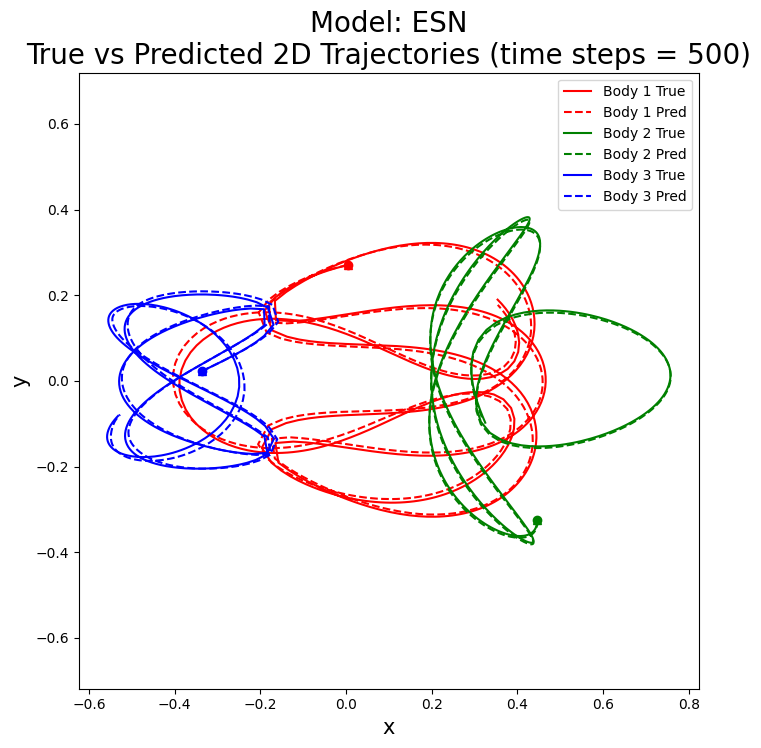 Model: ESN
True vs Predicted 2D Trajectories (time steps = 500)
Body 1 True
Body 1 Pred
Body 2 True
Body 2 Pred
Body 3 True
Body 3 Pred
y
0.6
0.4
0.2
0.0
−0.2
−0.4
−0.6
−0.6
−0.4
−0.2
0.0
0.2
0.4
0.6
0.8
x